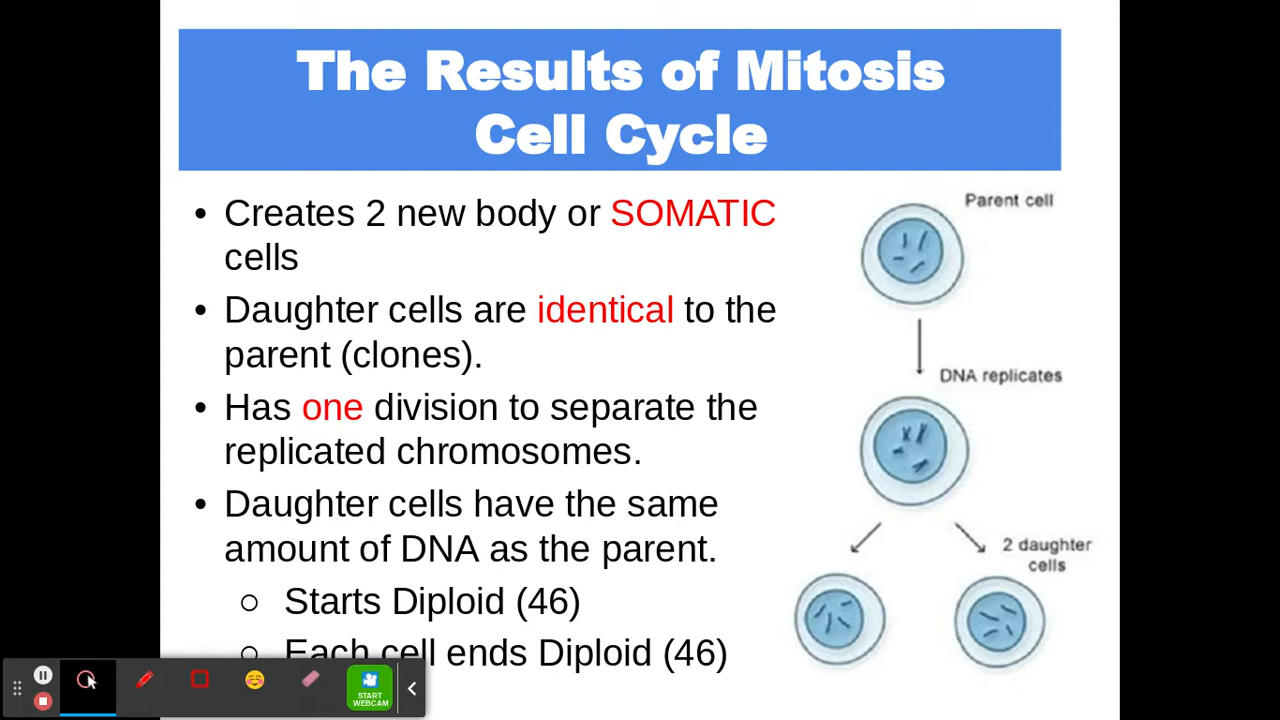 The Results of Mitosis
Cell Cycle
• Creates 2 new body or SOMATIC
cells
• Daughter cells are identical to the
parent (clones).
• Has one division to separate the
replicated chromosomes.
• Daughter cells have the same
amount of DNA as the parent.
○ Starts Diploid (46)
○ Each cell ends Diploid (46)
Parent cell
DNA replicates
2 daughter
cells
START
WEBCAM